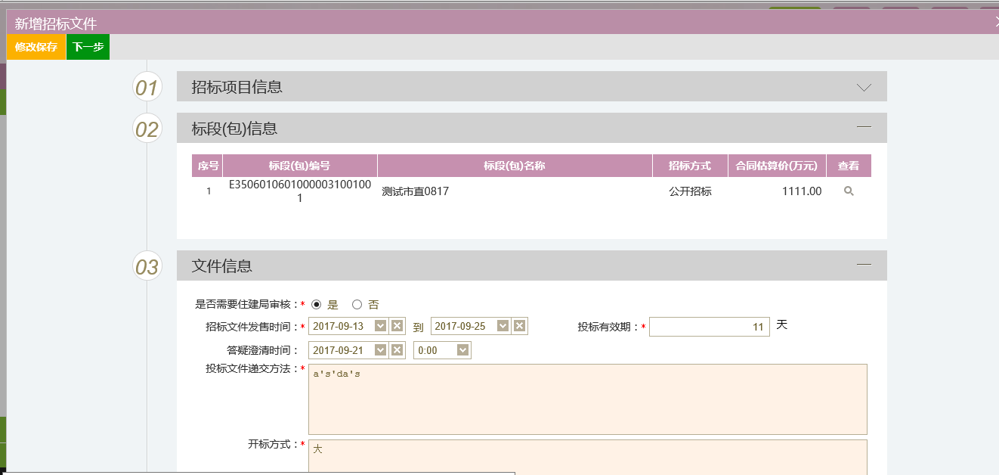 新增招标文件
修改保存 下一步
01 招标项目信息
02 标段(包)信息
序号 标段(包)编号 标段(包)名称 招标方式 合同估算价(万元) 查看
1 E3506010601000003100100 测试市直0817 公开招标 1111.00
1
03 文件信息
是否需要住建局审核：* 是 否
招标文件发售时间：* 2017-09-13 到 2017-09-25 投标有效期：* 11 天
答疑澄清时间： 2017-09-21 0:00
投标文件递交方法：* a's'da's
开标方式：* 大